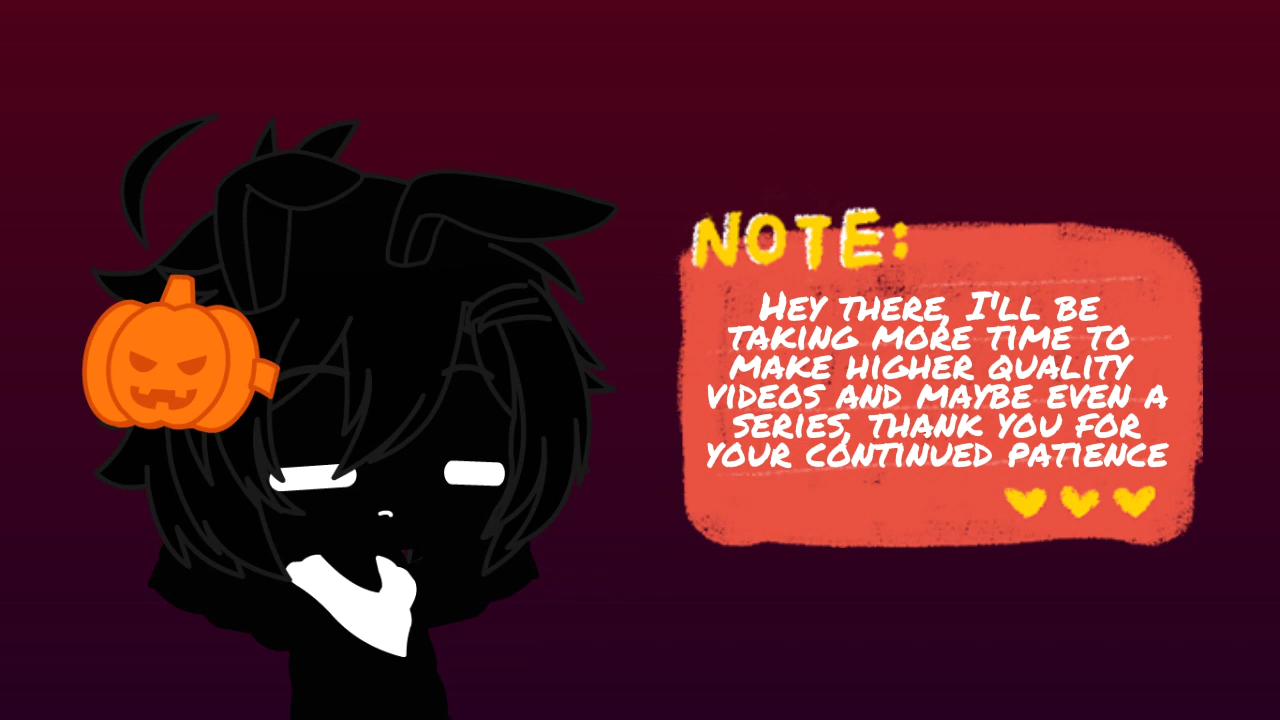 NOTE:
HEY THERE, I'LL BE
TAKING MORE TIME TO
MAKE HIGHER QUALITY
VIDEOS AND MAYBE EVEN A
SERIES, THANK YOU FOR
YOUR CONTINUED PATIENCE